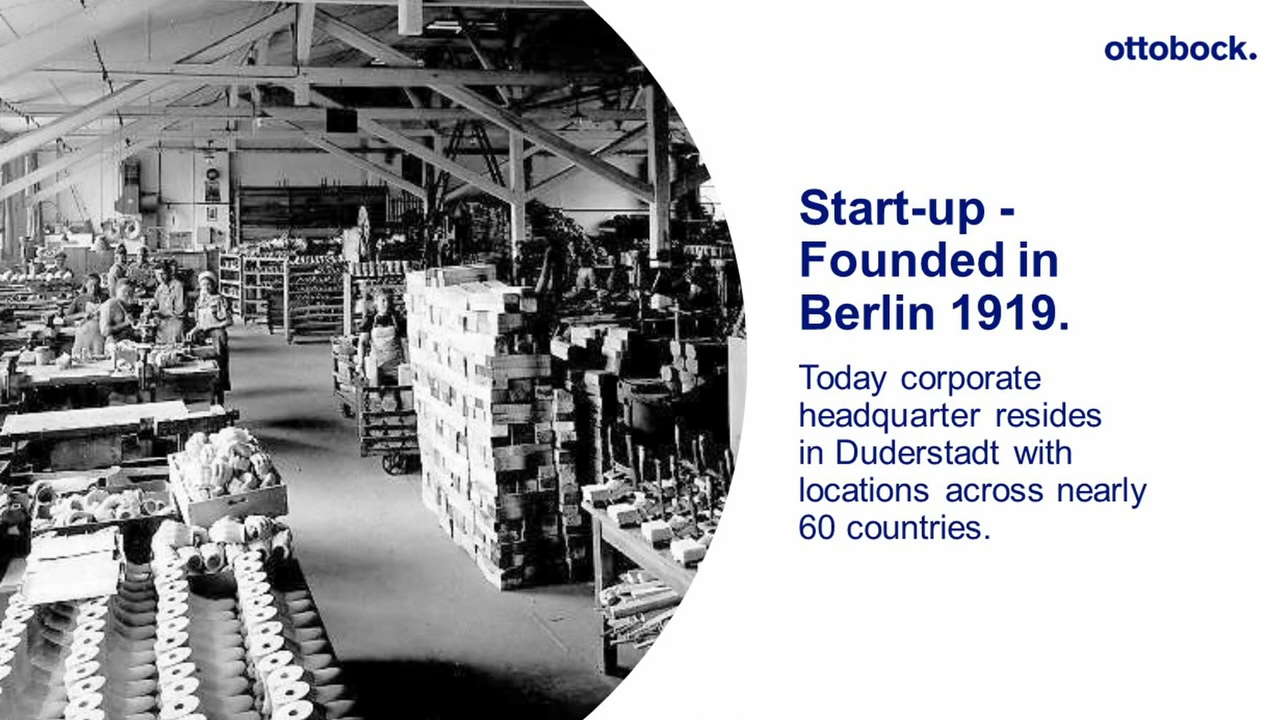 ottobock.
Start-up -
Founded in
Berlin 1919.
Today corporate
headquarter resides
in Duderstadt with
locations across nearly
60 countries.